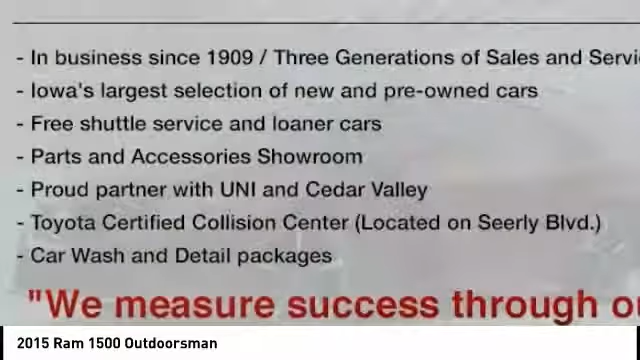 - In business since 1909 / Three Generations of Sales and
- Iowa's largest selection of new and pre-owned cars
- Free shuttle service and loaner cars
- Parts and Accessories Showroom
- Proud partner with UNI and Cedar Valley
- Toyota Certified Collision Center (Located on Seerly Blvd.)
- Car Wash and Detail packages
"We measure success through
2015 Ram 1500 Outdoorsman